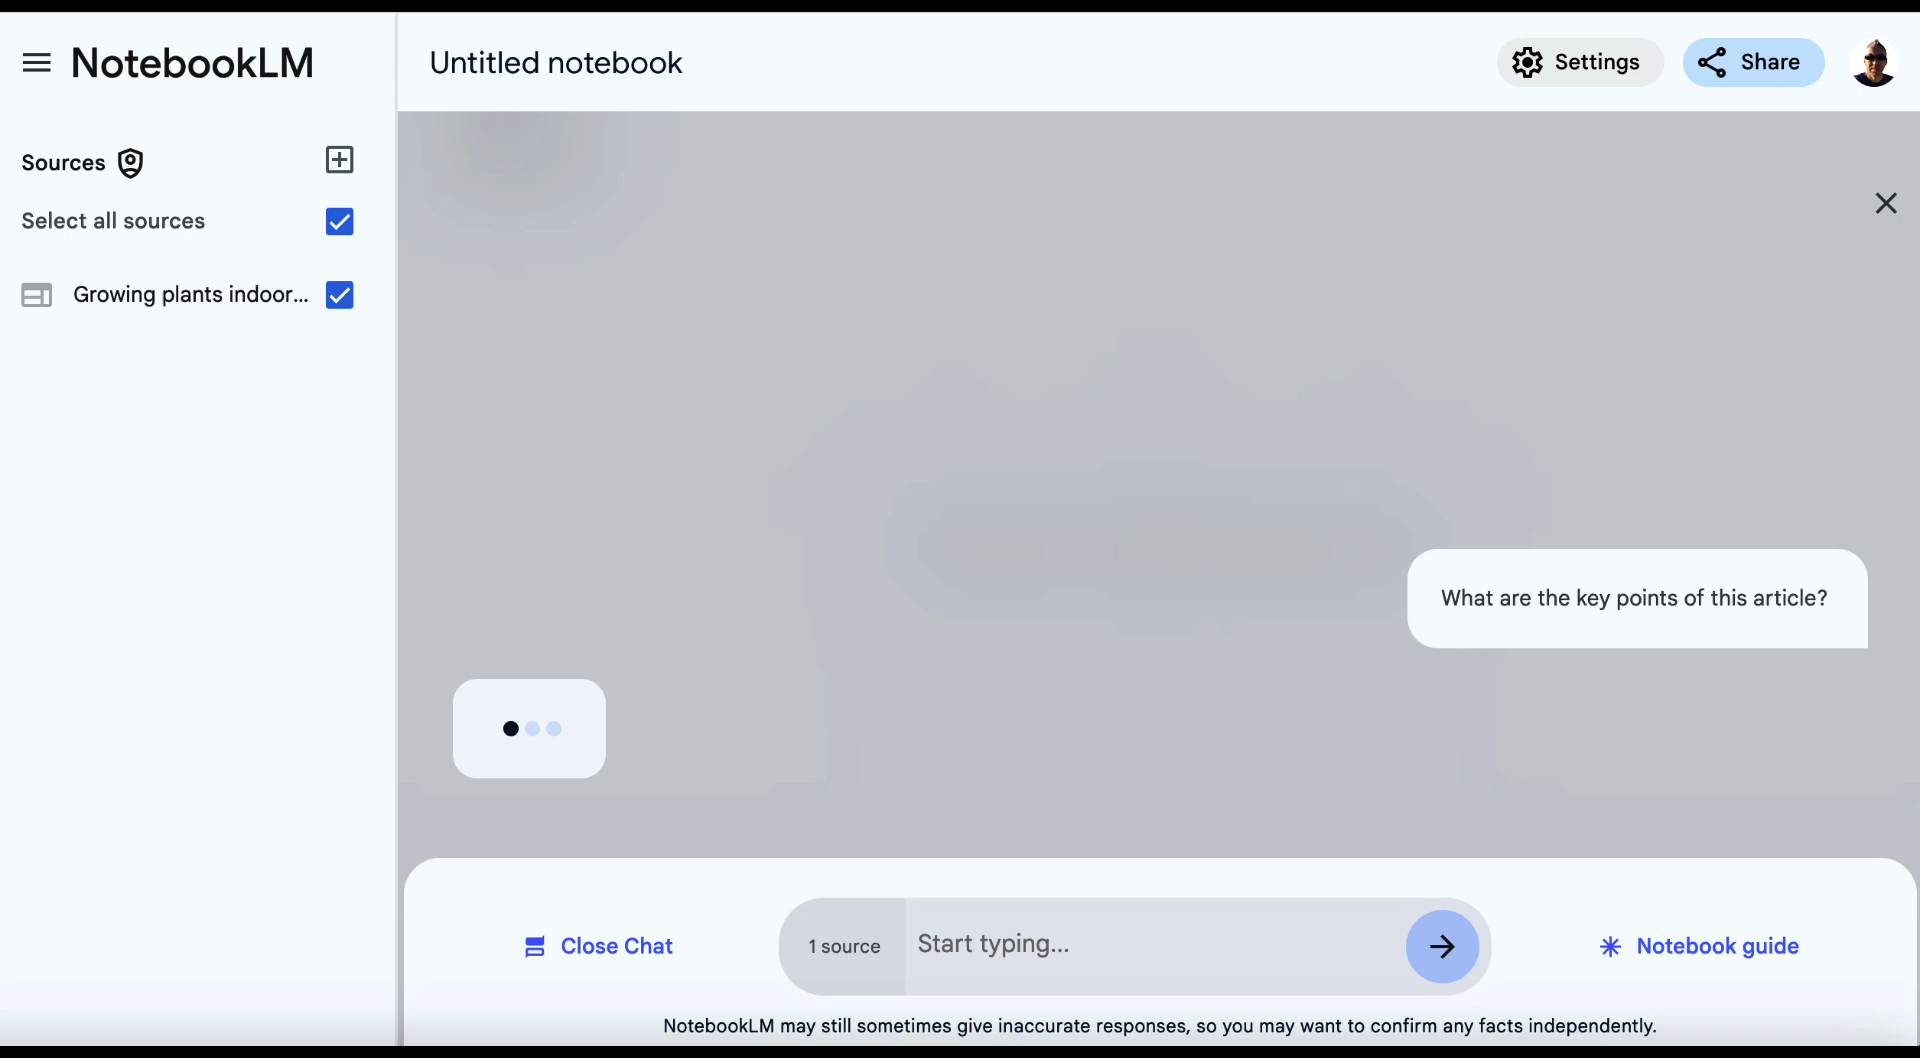 NotebookLM
Untitled notebook
Settings
Share
Sources
Select all sources
Growing plants indoor...
What are the key points of this article?
Close Chat
1 source
Start typing...
Notebook guide
NotebookLM may still sometimes give inaccurate responses, so you may want to confirm any facts independently.